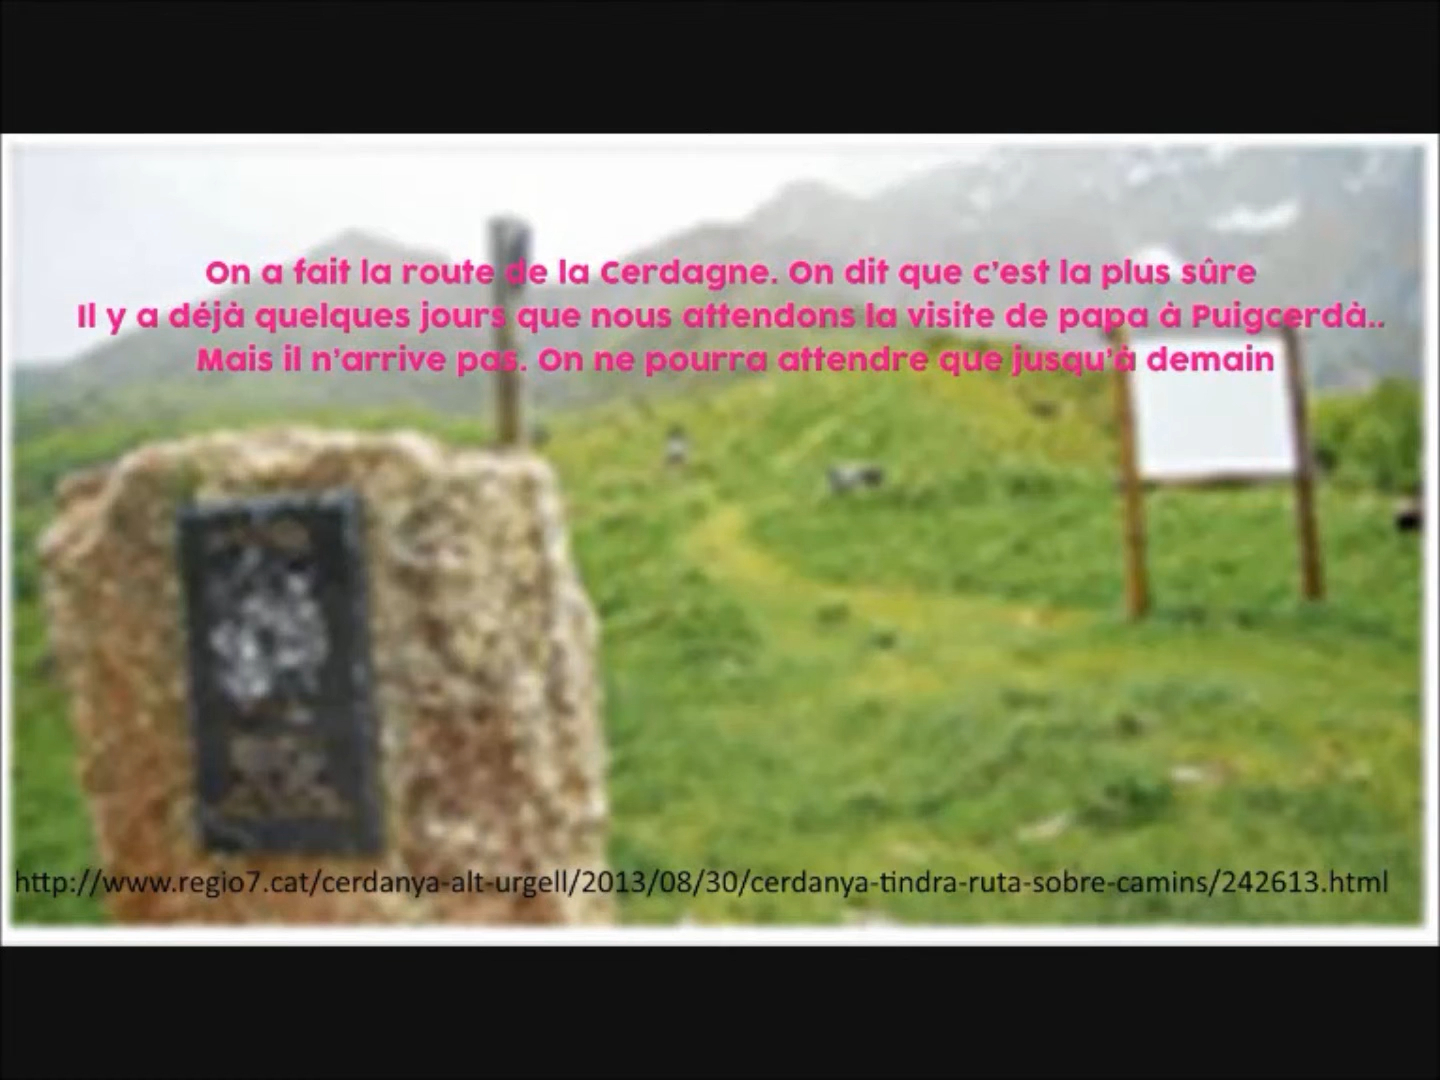 On a fait la route de la Cerdagne. On dit que c'est la plus sûre
Il y a déjà quelques jours que nous attendons la visite de papa à Puigcerdà..
Mais il n'arrive pas. On ne pourra attendre que jusqu'à demain
http://www.regio7.cat/cerdanya-alt-urgell/2013/08/30/cerdanya-tindra-ruta-sobre-camins/242613.html